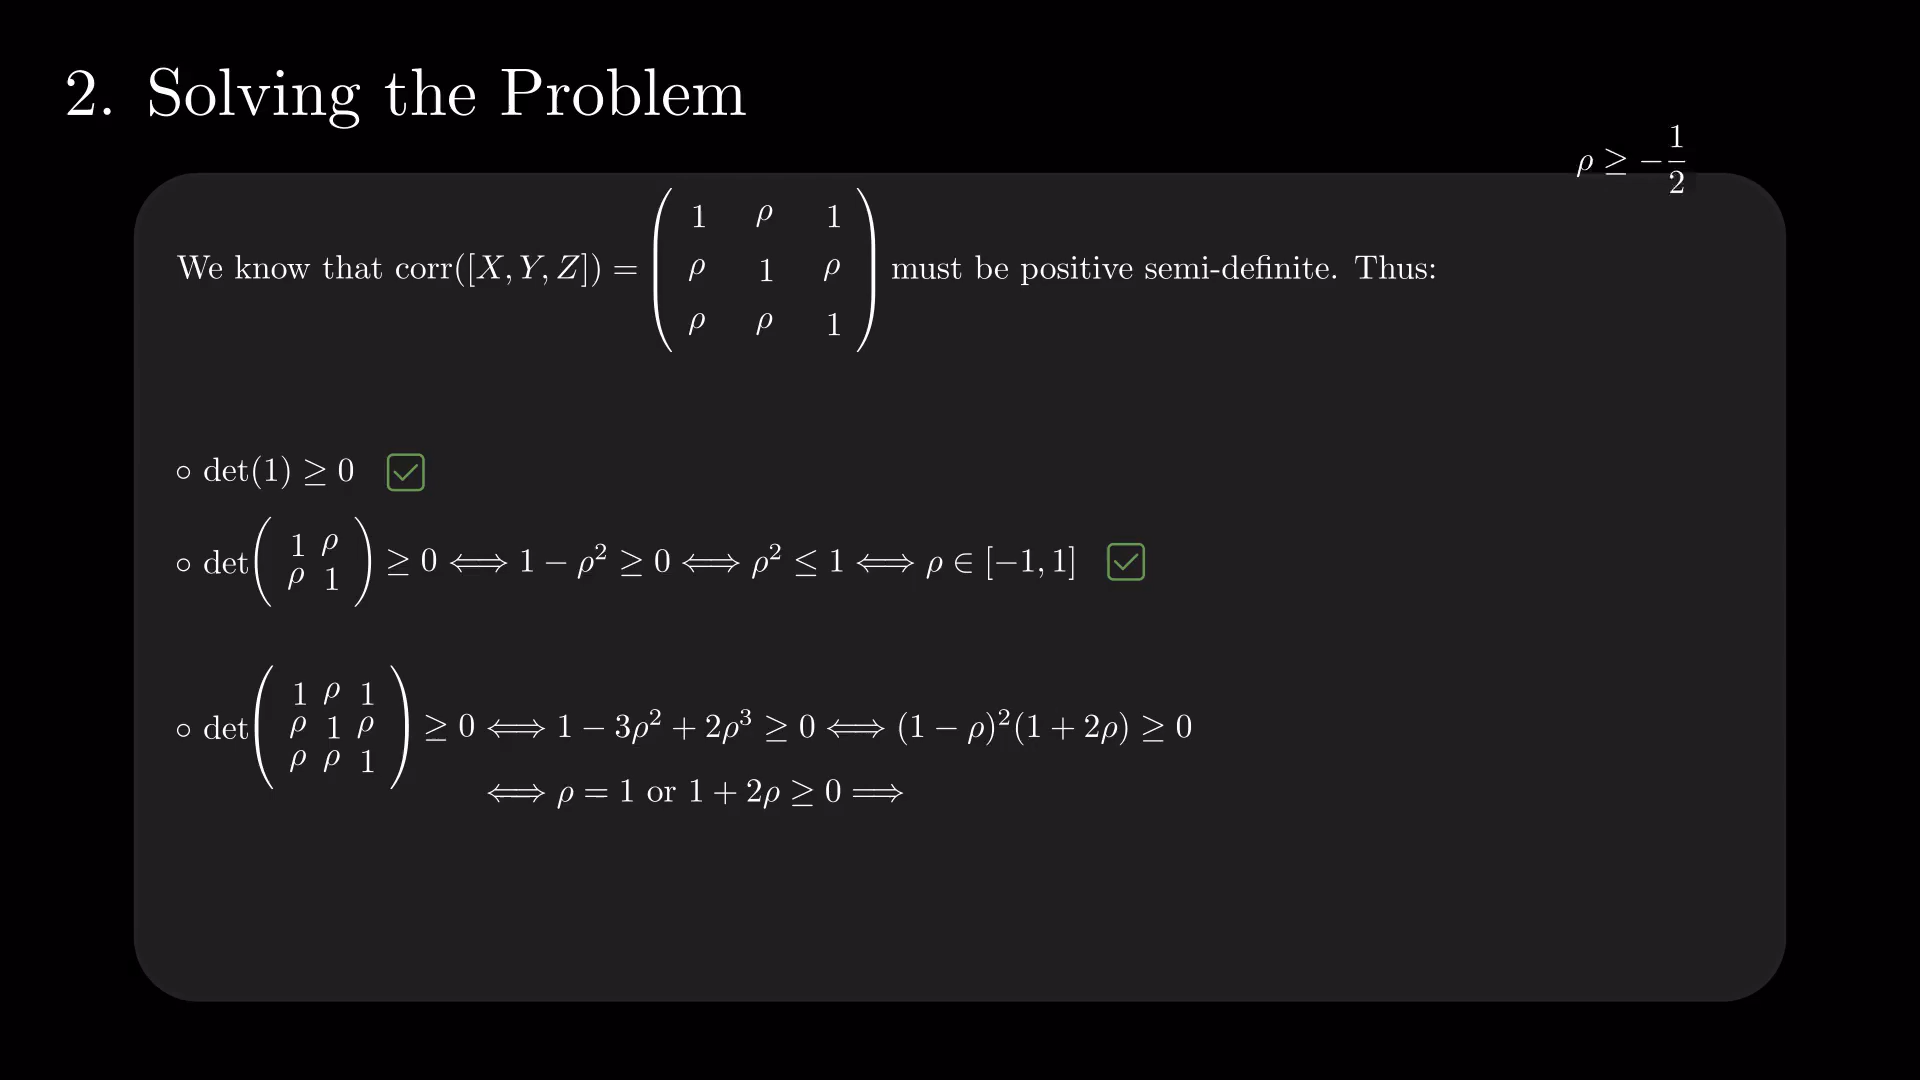 2. Solving the Problem
ρ ≥ −1/2
We know that corr([X, Y, Z]) = ( 1 ρ 1 ; ρ 1 ρ ; ρ ρ 1 ) must be positive semi-definite. Thus:
∘ det(1) ≥ 0 ☑
∘ det( 1 ρ ; ρ 1 ) ≥ 0 ⟺ 1 − ρ² ≥ 0 ⟺ ρ² ≤ 1 ⟺ ρ ∈ [−1, 1] ☑
∘ det( 1 ρ 1 ; ρ 1 ρ ; ρ ρ 1 ) ≥ 0 ⟺ 1 − 3ρ² + 2ρ³ ≥ 0 ⟺ (1 − ρ)²(1 + 2ρ) ≥ 0
⟺ ρ = 1 or 1 + 2ρ ≥ 0 ⟹